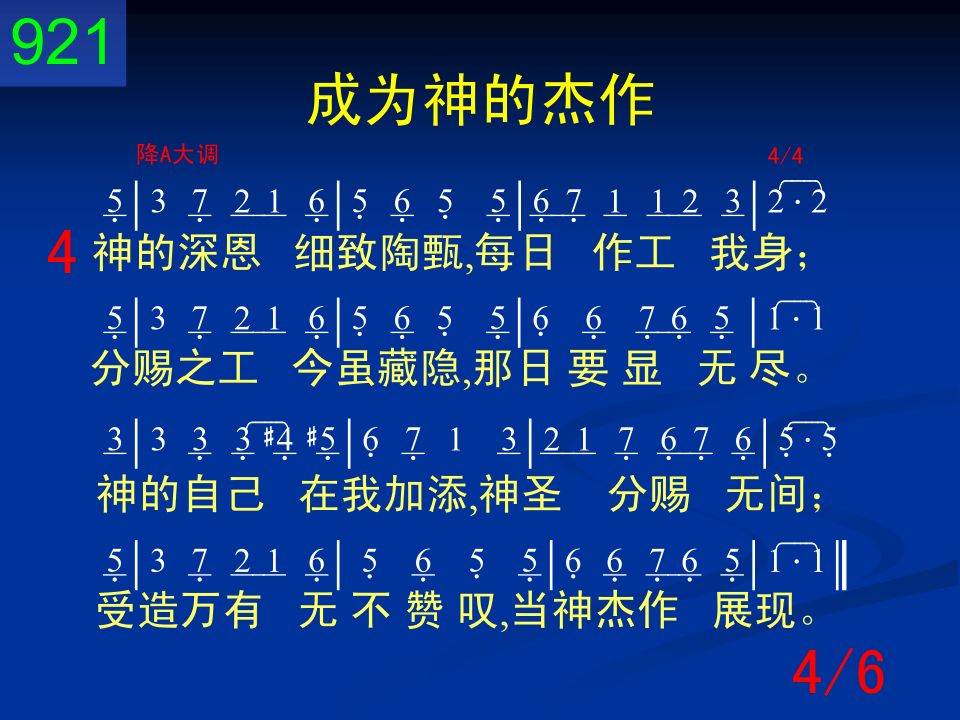 921
成为神的杰作
降A大调 4/4
5|3 7 2 1 6|5 6 5 5|6 7 1 1 2 3|2·2
4 神的深恩 细致陶甄,每日 作工 我身；
5|3 7 2 1 6|5 6 5 5|6 6 7 6 5|1·1
分赐之工 今虽藏隐,那日 要 显 无 尽。
3|3 3 3 #4 #5|6 7 1 3|2 1 7 6 7 6|5·5
神的自己 在我加添,神圣 分赐 无间；
5|3 7 2 1 6|5 6 5 5|6 6 7 6 5|1·1‖
受造万有 无 不 赞 叹,当神杰作 展现。
4/6